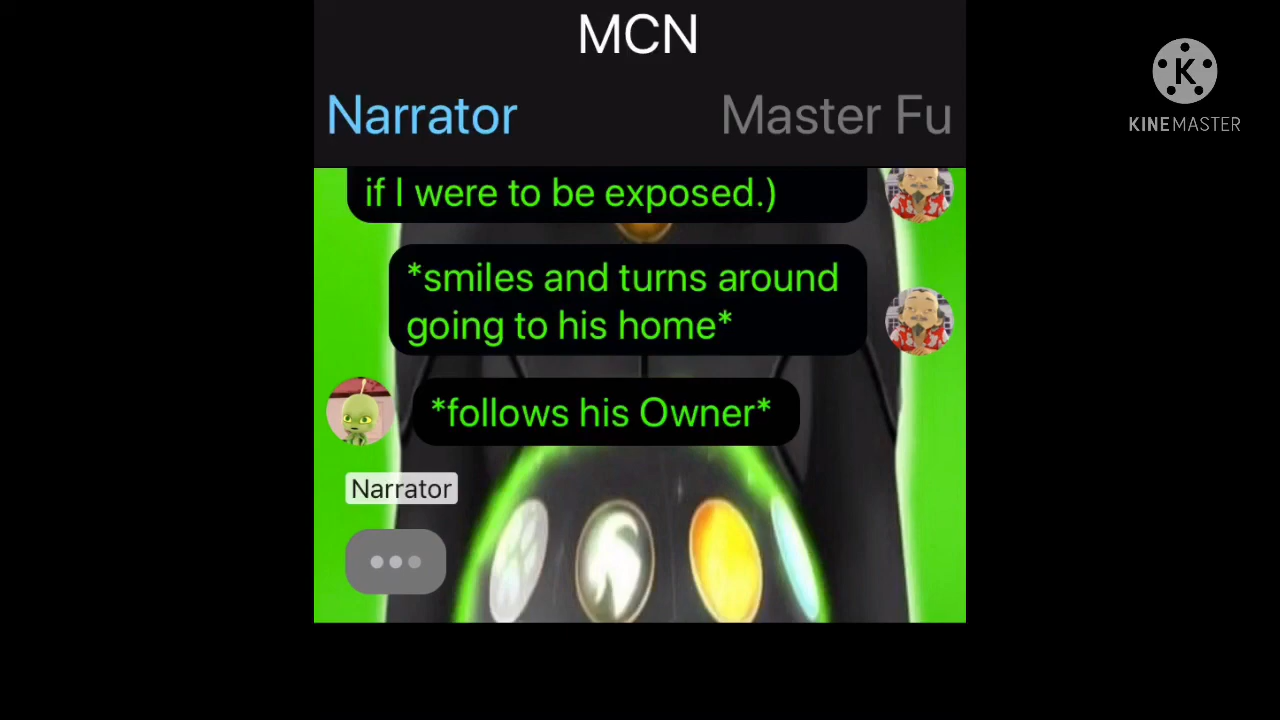 MCN
Narrator
Master Fu
K
KINEMASTER
if I were to be exposed.)
*smiles and turns around
going to his home*
*follows his Owner*
Narrator